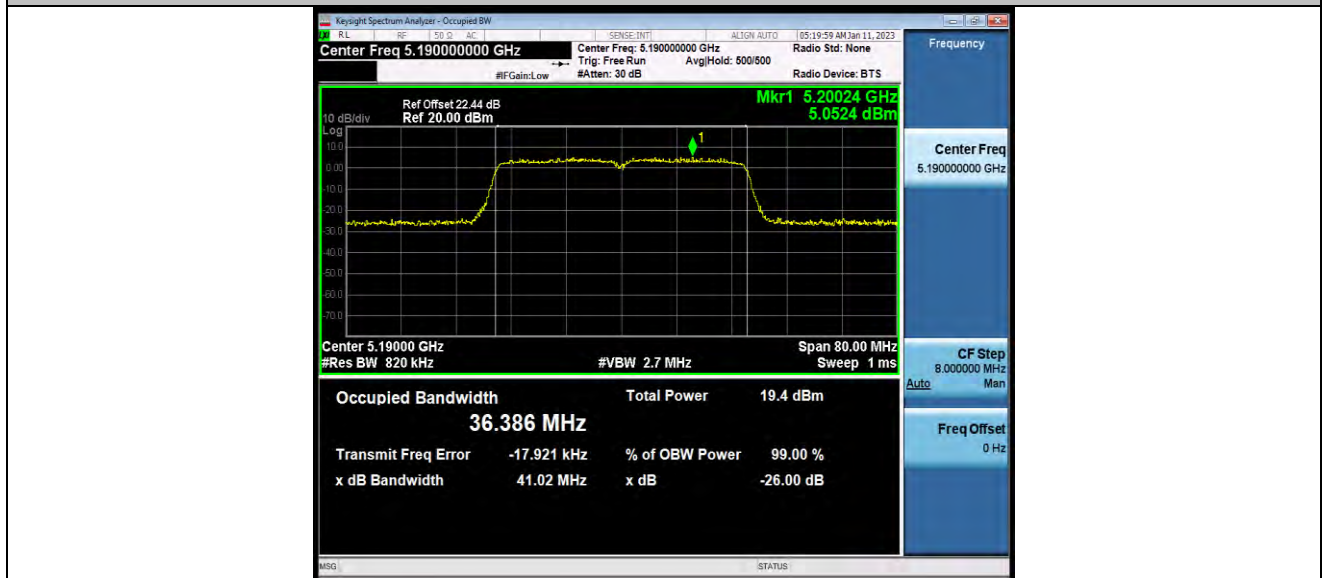 Keysight Spectrum Analyzer - Occupied BW
RL RF 50 Ω AC SENSE:INT ALIGN AUTO 05:19:59 AM Jan 11, 2023
Center Freq 5.190000000 GHz Center Freq: 5.190000000 GHz Radio Std: None
Trig: Free Run Avg|Hold: 500/500
#IFGain:Low #Atten: 30 dB Radio Device: BTS
Frequency
Mkr1 5.20024 GHz
5.0524 dBm
Ref Offset 22.44 dB
10 dB/div Ref 20.00 dBm
Log
10.0
0.00
-10.0
-20.0
-30.0
-40.0
-50.0
-60.0
-70.0
1
Center 5.19000 GHz Span 80.00 MHz
#Res BW 820 kHz #VBW 2.7 MHz Sweep 1 ms
Center Freq
5.190000000 GHz
CF Step
8.000000 MHz
Auto Man
Freq Offset
0 Hz
Occupied Bandwidth Total Power 19.4 dBm
36.386 MHz
Transmit Freq Error -17.921 kHz % of OBW Power 99.00 %
x dB Bandwidth 41.02 MHz x dB -26.00 dB
MSG STATUS